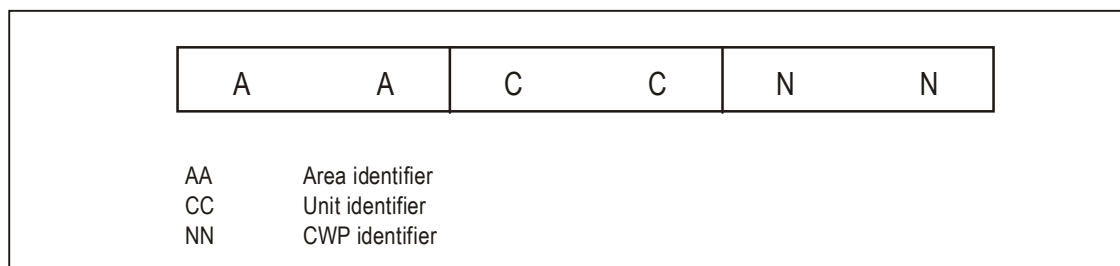 A A C C N N
AA Area identifier
CC Unit identifier
NN CWP identifier